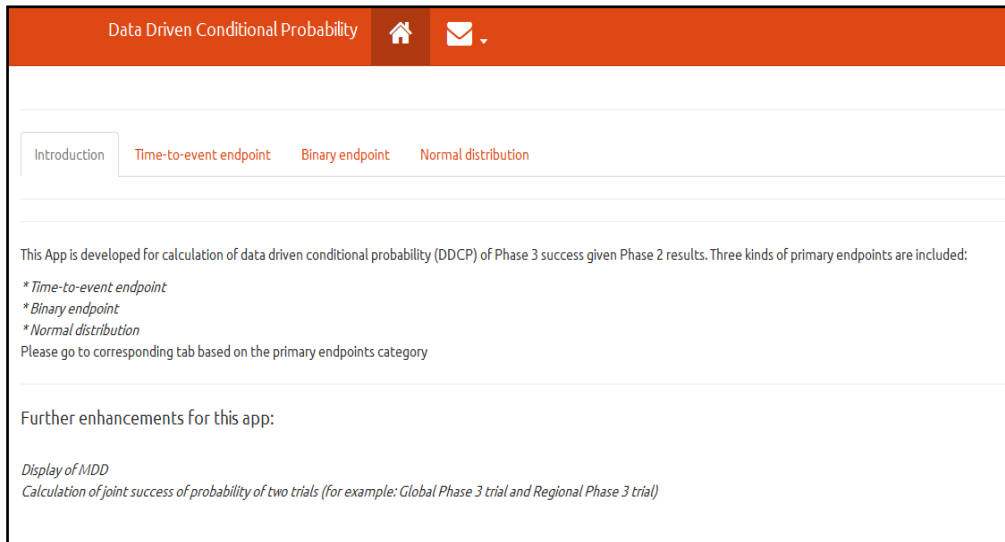 Data Driven Conditional Probability
Introduction Time-to-event endpoint Binary endpoint Normal distribution
This App is developed for calculation of data driven conditional probability (DDCP) of Phase 3 success given Phase 2 results. Three kinds of primary endpoints are included:
* Time-to-event endpoint
* Binary endpoint
* Normal distribution
Please go to corresponding tab based on the primary endpoints category
Further enhancements for this app:
Display of MDD
Calculation of joint success of probability of two trials (for example: Global Phase 3 trial and Regional Phase 3 trial)